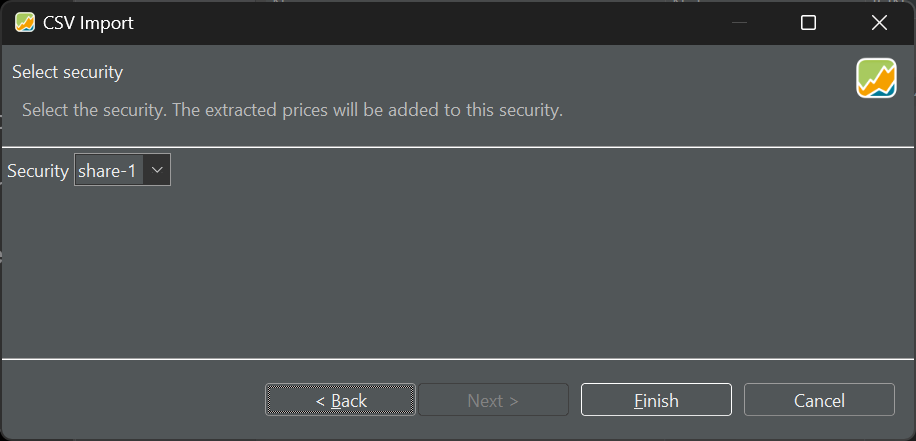 CSV Import
Select security
Select the security. The extracted prices will be added to this security.
Security share-1
< Back Next > Finish Cancel